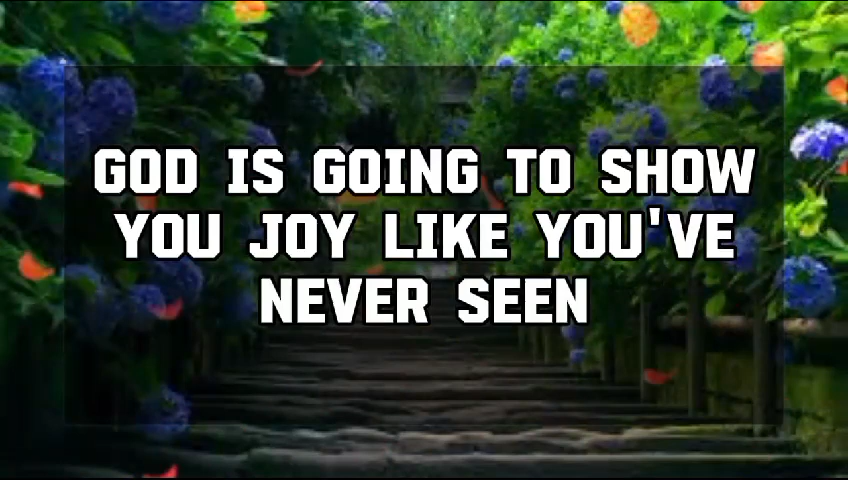 GOD IS GOING TO SHOW
YOU JOY LIKE YOU'VE
NEVER SEEN